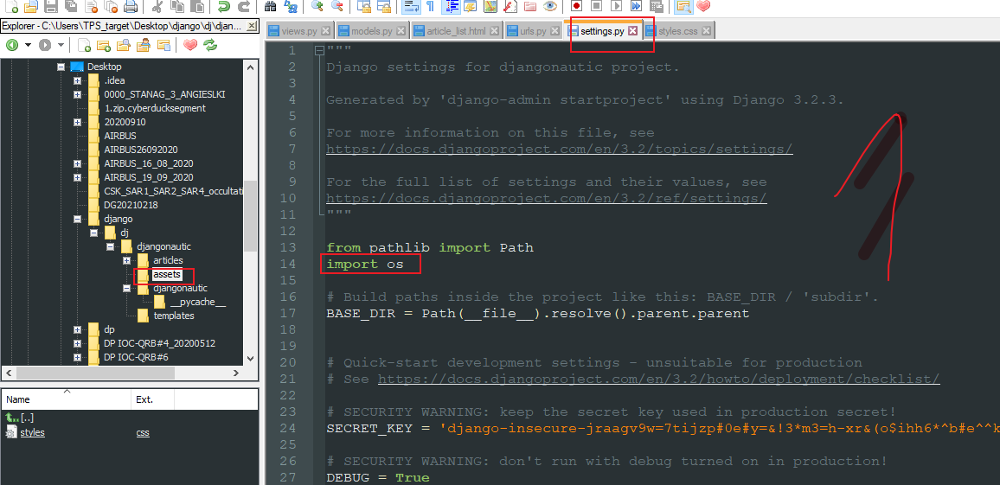 Explorer - C:\Users\TPS_target\Desktop\django\dj\djan...
views.py
models.py
article_list.html
urls.py
settings.py
styles.css
Desktop
.idea
0000_STANAG_3_ANGIESLKI
1.zip.cyberducksegment
20200910
AIRBUS
AIRBUS26092020
AIRBUS_16_08_2020
AIRBUS_19_09_2020
CSK_SAR1_SAR2_SAR4_occultati
DG20210218
django
dj
djangonautic
articles
assets
djangonautic
__pycache__
templates
dp
DP IOC-QRB#4_20200512
DP IOC-QRB#6
Name Ext.
[..]
styles css
1 """
2 Django settings for djangonautic project.
3
4 Generated by 'django-admin startproject' using Django 3.2.3.
5
6 For more information on this file, see
7 https://docs.djangoproject.com/en/3.2/topics/settings/
8
9 For the full list of settings and their values, see
10 https://docs.djangoproject.com/en/3.2/ref/settings/
11 """
12
13 from pathlib import Path
14 import os
15
16 # Build paths inside the project like this: BASE_DIR / 'subdir'.
17 BASE_DIR = Path(__file__).resolve().parent.parent
18
19
20 # Quick-start development settings - unsuitable for production
21 # See https://docs.djangoproject.com/en/3.2/howto/deployment/checklist/
22
23 # SECURITY WARNING: keep the secret key used in production secret!
24 SECRET_KEY = 'django-insecure-jraagv9w=7tijzp#0e#y=&!3*m3=h-xr&(o$ihh6*^b#e^^k
25
26 # SECURITY WARNING: don't run with debug turned on in production!
27 DEBUG = True
1